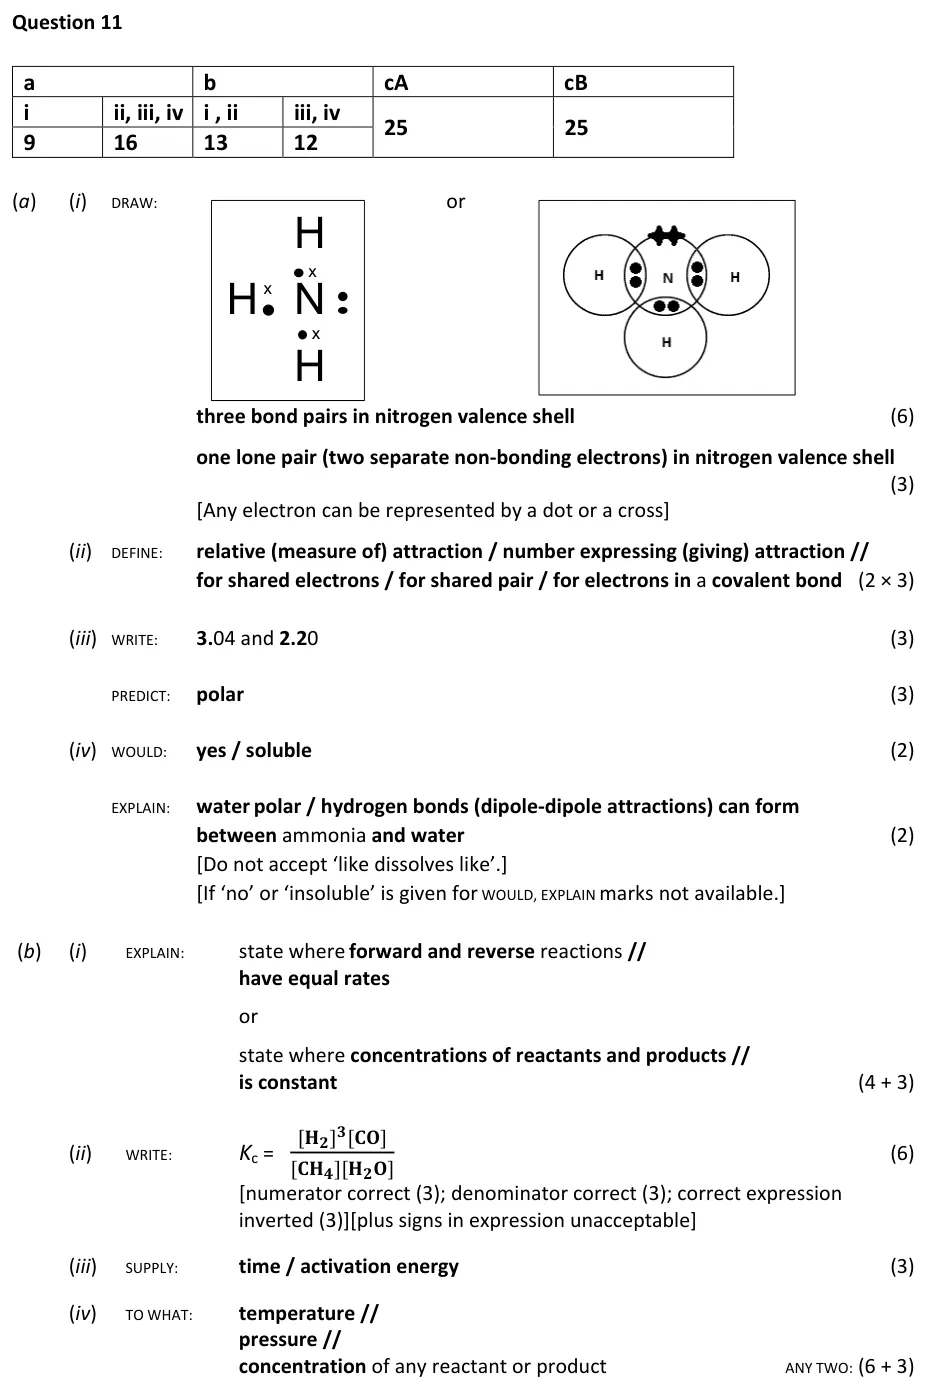 Question 11
a b cA cB
i ii, iii, iv i , ii iii, iv 25 25
9 16 13 12
(a) (i) DRAW: or
H
● x
H x ● N :
● x
H
H N H
H
three bond pairs in nitrogen valence shell (6)
one lone pair (two separate non-bonding electrons) in nitrogen valence shell
(3)
[Any electron can be represented by a dot or a cross]
(ii) DEFINE: relative (measure of) attraction / number expressing (giving) attraction //
for shared electrons / for shared pair / for electrons in a covalent bond (2 × 3)
(iii) WRITE: 3.04 and 2.20 (3)
PREDICT: polar (3)
(iv) WOULD: yes / soluble (2)
EXPLAIN: water polar / hydrogen bonds (dipole-dipole attractions) can form
between ammonia and water (2)
[Do not accept ‘like dissolves like’.]
[If ‘no’ or ‘insoluble’ is given for WOULD, EXPLAIN marks not available.]
(b) (i) EXPLAIN: state where forward and reverse reactions //
have equal rates
or
state where concentrations of reactants and products //
is constant (4 + 3)
(ii) WRITE: Kc = [H₂]³[CO] (6)
[CH₄][H₂O]
[numerator correct (3); denominator correct (3); correct expression
inverted (3)][plus signs in expression unacceptable]
(iii) SUPPLY: time / activation energy (3)
(iv) TO WHAT: temperature //
pressure //
concentration of any reactant or product ANY TWO: (6 + 3)